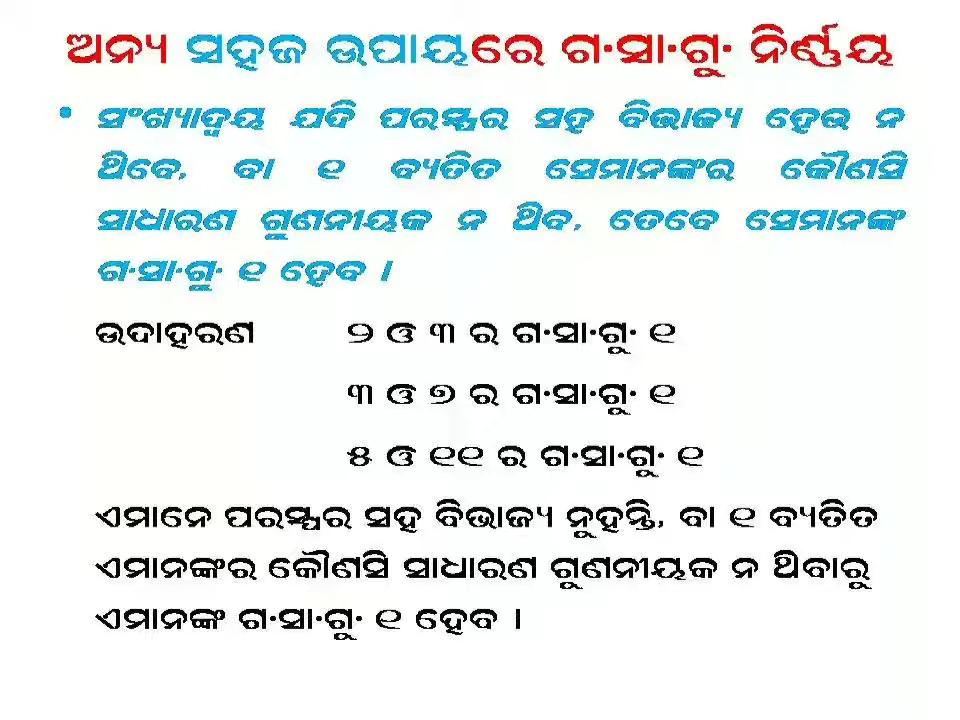 ଅନ୍ୟ ସହଜ ଉପାୟରେ ଗ·ସା·ଗୁ· ନିର୍ଣ୍ଣୟ
• ସଂଖ୍ୟାଦ୍ୱୟ ଯଦି ପରସ୍ପର ସହ ବିଭାଜ୍ୟ ହେଉ ନ
ଥିବେ, ବା ୧ ବ୍ୟତିତ ସେମାନଙ୍କର କୌଣସି
ସାଧାରଣ ଗୁଣନୀୟକ ନ ଥିବ, ତେବେ ସେମାନଙ୍କ
ଗ·ସା·ଗୁ· ୧ ହେବ ।
ଉଦାହରଣ ୨ ଓ ୩ ର ଗ·ସା·ଗୁ· ୧
୩ ଓ ୭ ର ଗ·ସା·ଗୁ· ୧
୫ ଓ ୧୧ ର ଗ·ସା·ଗୁ· ୧
ଏମାନେ ପରସ୍ପର ସହ ବିଭାଜ୍ୟ ନୁହନ୍ତି, ବା ୧ ବ୍ୟତିତ
ଏମାନଙ୍କର କୌଣସି ସାଧାରଣ ଗୁଣନୀୟକ ନ ଥିବାରୁ
ଏମାନଙ୍କ ଗ·ସା·ଗୁ· ୧ ହେବ ।